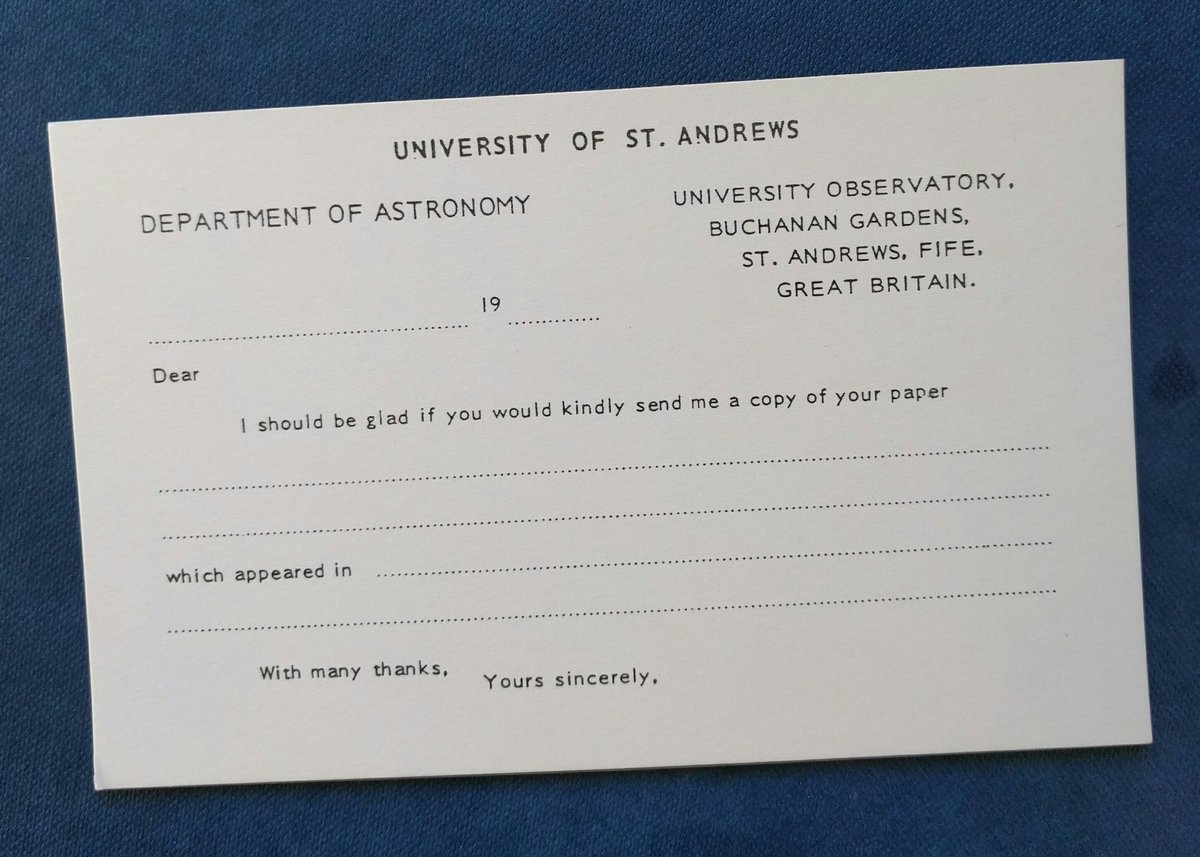 UNIVERSITY OF ST. ANDREWS
DEPARTMENT OF ASTRONOMY
UNIVERSITY OBSERVATORY,
BUCHANAN GARDENS,
ST. ANDREWS, FIFE,
GREAT BRITAIN.
19
Dear
I should be glad if you would kindly send me a copy of your paper
which appeared in
With many thanks,
Yours sincerely,